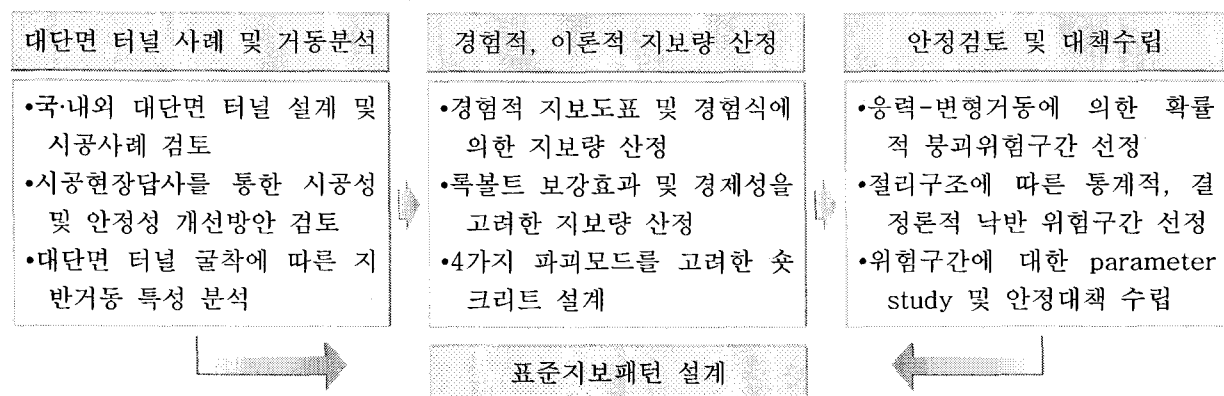 대단면 터널 사례 및 거동분석
•국·내외 대단면 터널 설계 및
시공사례 검토
•시공현장답사를 통한 시공성
및 안정성 개선방안 검토
•대단면 터널 굴착에 따른 지
반거동 특성 분석
경험적, 이론적 지보량 산정
•경험적 지보도표 및 경험식에
의한 지보량 산정
•록볼트 보강효과 및 경제성을
고려한 지보량 산정
•4가지 파괴모드를 고려한 숏
크리트 설계
안정검토 및 대책수립
•응력-변형거동에 의한 확률
적 붕괴위험구간 선정
•절리구조에 따른 통계적, 결
정론적 낙반 위험구간 선정
•위험구간에 대한 parameter
study 및 안정대책 수립
표준지보패턴 설계